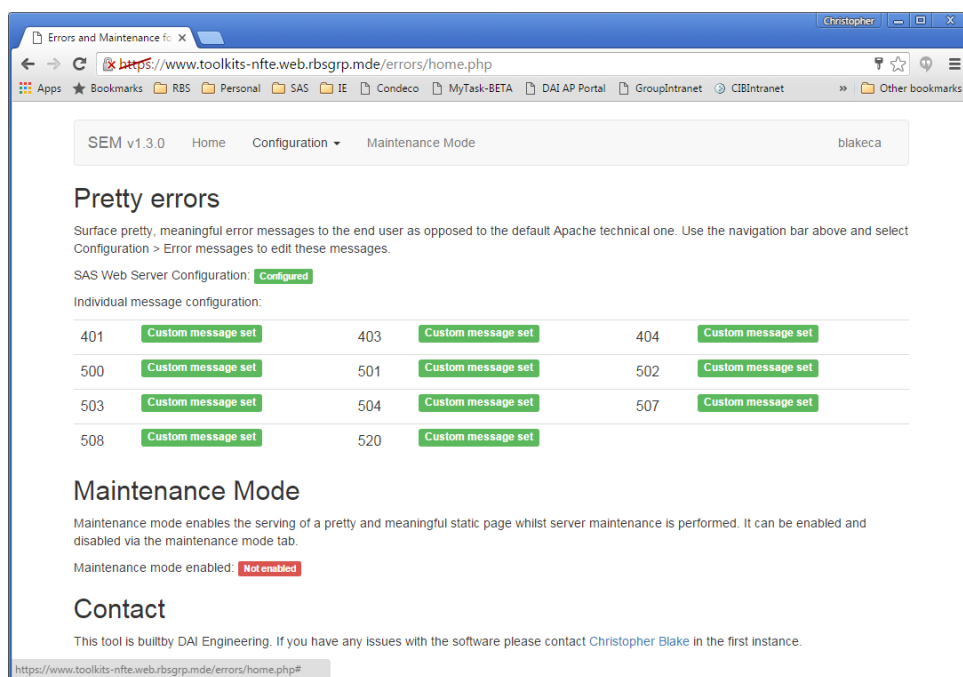 Christopher
Errors and Maintenance fo
https://www.toolkits-nfte.web.rbsgrp.mde/errors/home.php
Apps Bookmarks RBS Personal SAS IE Condeco MyTask-BETA DAI AP Portal GroupIntranet CIBIntranet » Other bookmarks
SEM v1.3.0 Home Configuration Maintenance Mode blakeca
Pretty errors
Surface pretty, meaningful error messages to the end user as opposed to the default Apache technical one. Use the navigation bar above and select
Configuration > Error messages to edit these messages.
SAS Web Server Configuration: Configured
Individual message configuration:
401 Custom message set 403 Custom message set 404 Custom message set
500 Custom message set 501 Custom message set 502 Custom message set
503 Custom message set 504 Custom message set 507 Custom message set
508 Custom message set 520 Custom message set
Maintenance Mode
Maintenance mode enables the serving of a pretty and meaningful static page whilst server maintenance is performed. It can be enabled and
disabled via the maintenance mode tab.
Maintenance mode enabled: Not enabled
Contact
This tool is builtby DAI Engineering. If you have any issues with the software please contact Christopher Blake in the first instance.
https://www.toolkits-nfte.web.rbsgrp.mde/errors/home.php#